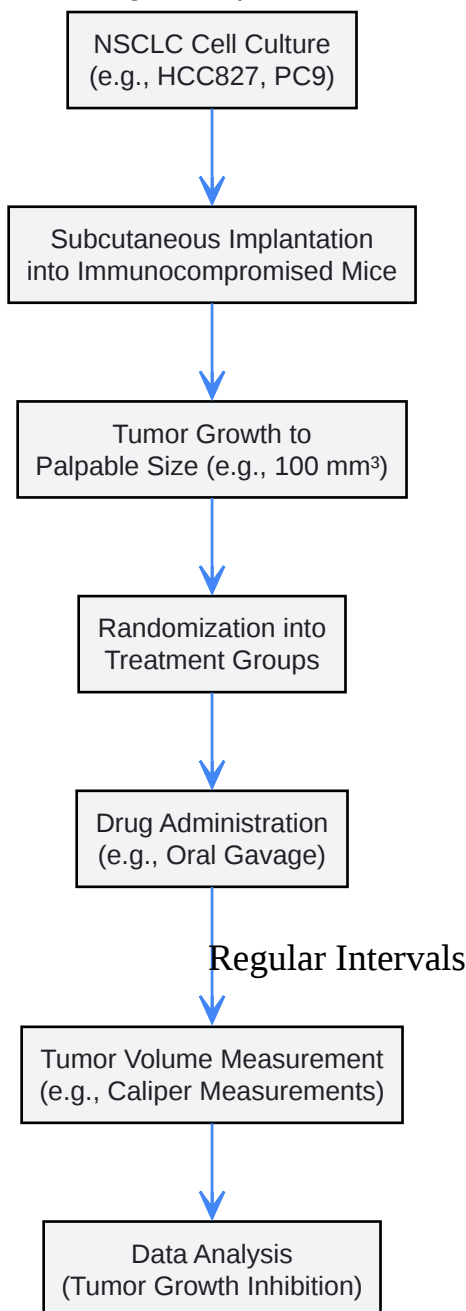 NSCLC Cell Culture
(e.g., HCC827, PC9)
Subcutaneous Implantation
into Immunocompromised Mice
Tumor Growth to
Palpable Size (e.g., 100 mm³)
Randomization into
Treatment Groups
Drug Administration
(e.g., Oral Gavage)
Regular Intervals
Tumor Volume Measurement
(e.g., Caliper Measurements)
Data Analysis
(Tumor Growth Inhibition)